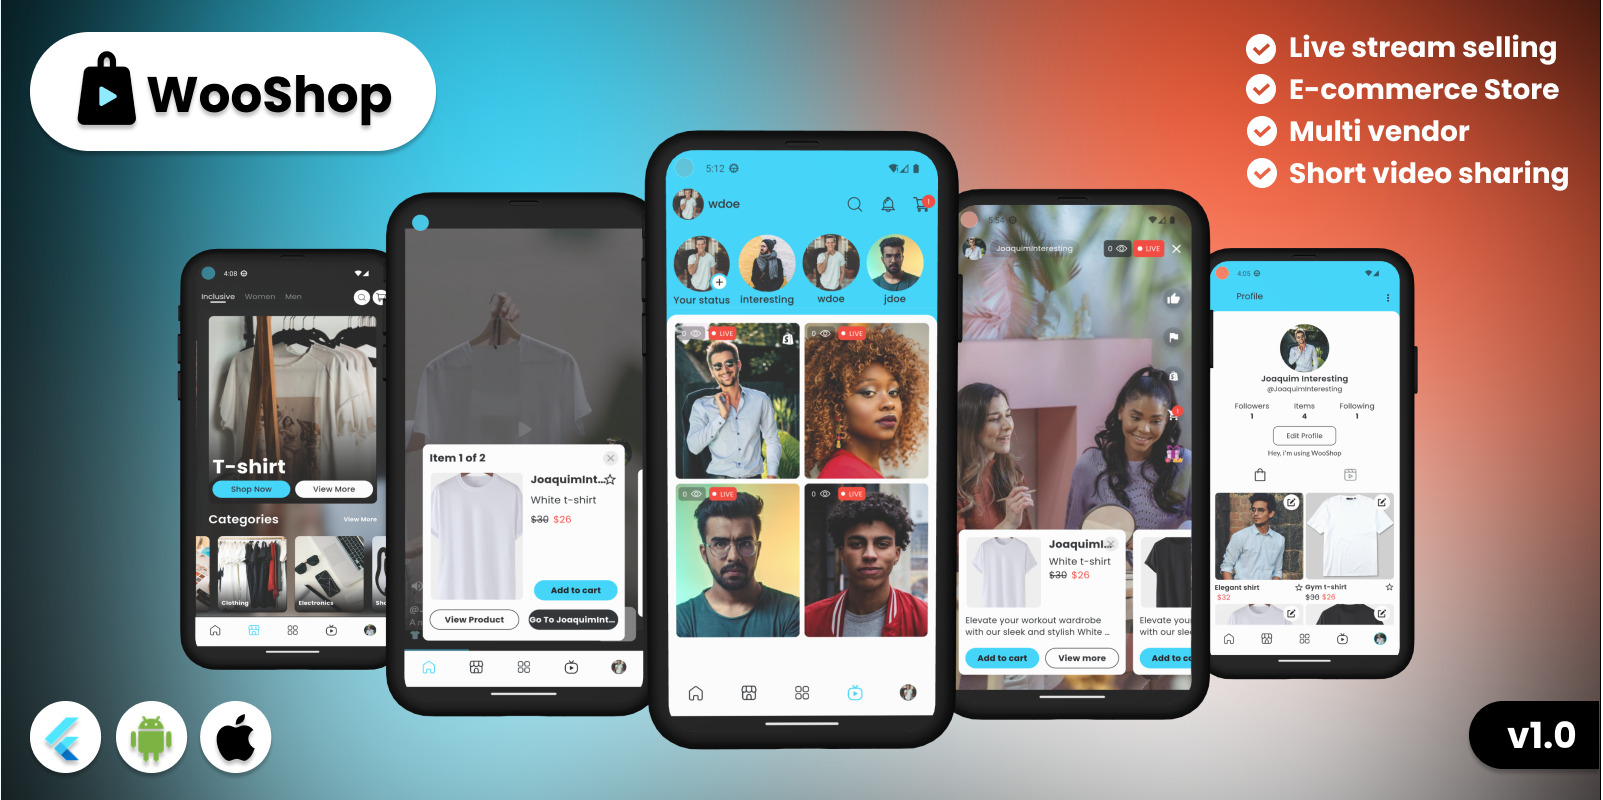 WooShop
Live stream selling
E-commerce Store
Multi vendor
Short video sharing
4:08
Inclusive Women Men
T-shirt
Shop Now View More
Categories View More
Clothing Electronics Sho
Item 1 of 2
JoaquimInt...
White t-shirt
$30 $26
Add to cart
View Product Go To JoaquimInt...
5:12
wdoe
1
Your status interesting wdoe jdoe
0 LIVE 0 LIVE
0 LIVE 0 LIVE
5:54
JoaquimInteresting 0 LIVE
1
JoaquimI...
White t-shirt
$30 $26
Elevate your workout wardrobe
with our sleek and stylish White ...
Add to cart View more
Elevate your
with our slee
Add to ca
4:05
Profile
Joaquim Interesting
@JoaquimInteresting
Followers Items Following
1 4 1
Edit Profile
Hey, i'm using WooShop
Elegant shirt
$32
Gym t-shirt
$30 $26
v1.0